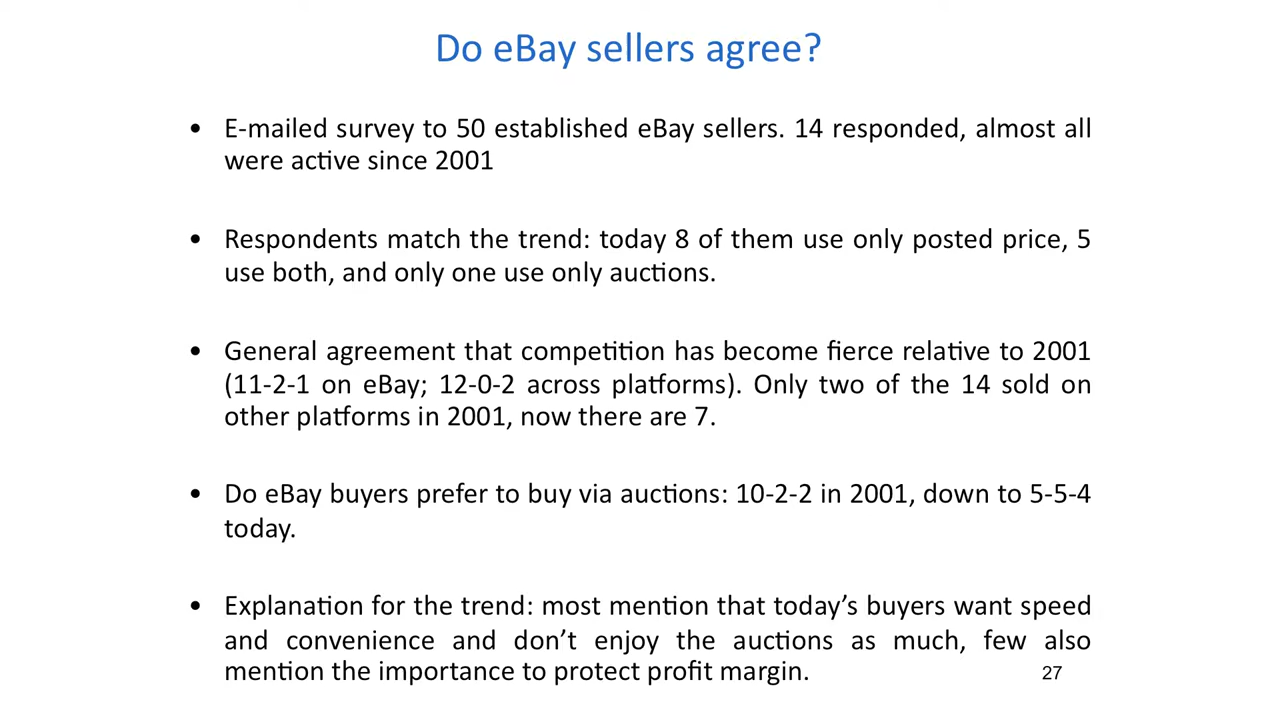 Do eBay sellers agree?
• E-mailed survey to 50 established eBay sellers. 14 responded, almost all
were active since 2001
• Respondents match the trend: today 8 of them use only posted price, 5
use both, and only one use only auctions.
• General agreement that competition has become fierce relative to 2001
(11-2-1 on eBay; 12-0-2 across platforms). Only two of the 14 sold on
other platforms in 2001, now there are 7.
• Do eBay buyers prefer to buy via auctions: 10-2-2 in 2001, down to 5-5-4
today.
• Explanation for the trend: most mention that today’s buyers want speed
and convenience and don’t enjoy the auctions as much, few also
mention the importance to protect profit margin.
27